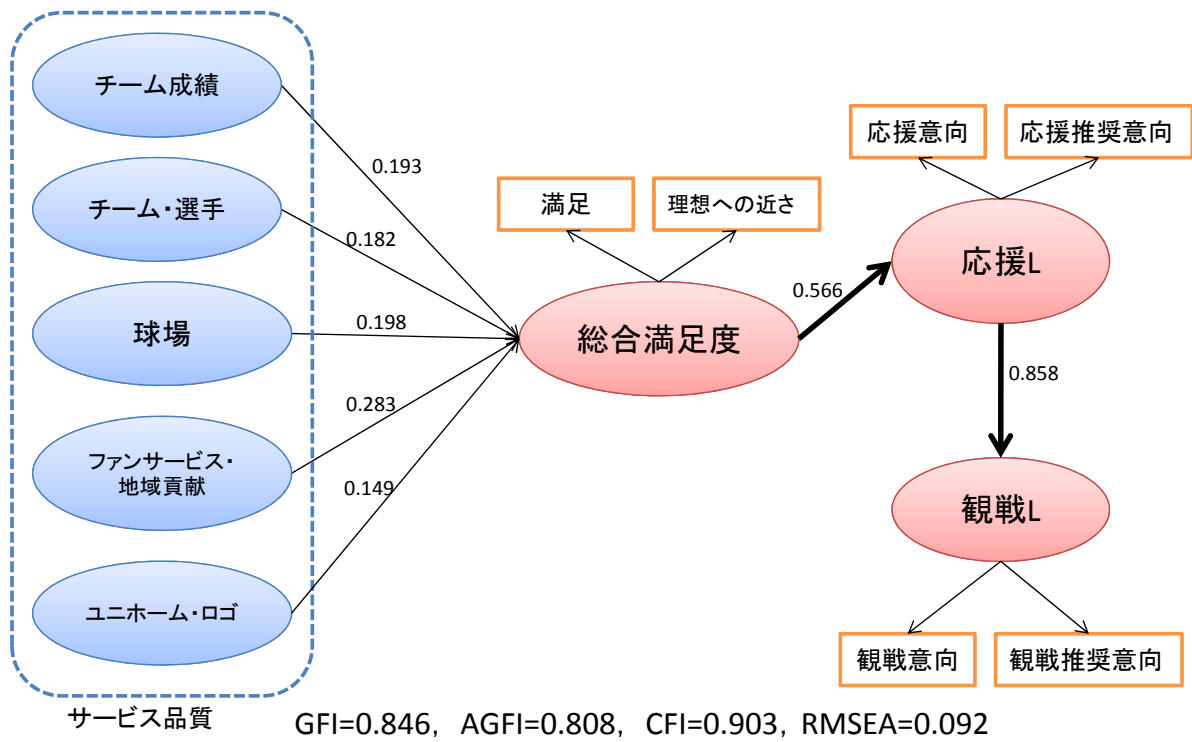 チーム成績
チーム・選手
球場
ファンサービス・
地域貢献
ユニホーム・ロゴ
サービス品質
0.193
0.182
0.198
0.283
0.149
満足
理想への近さ
総合満足度
0.566
応援意向
応援推奨意向
応援L
0.858
観戦L
観戦意向
観戦推奨意向
GFI=0.846, AGFI=0.808, CFI=0.903, RMSEA=0.092